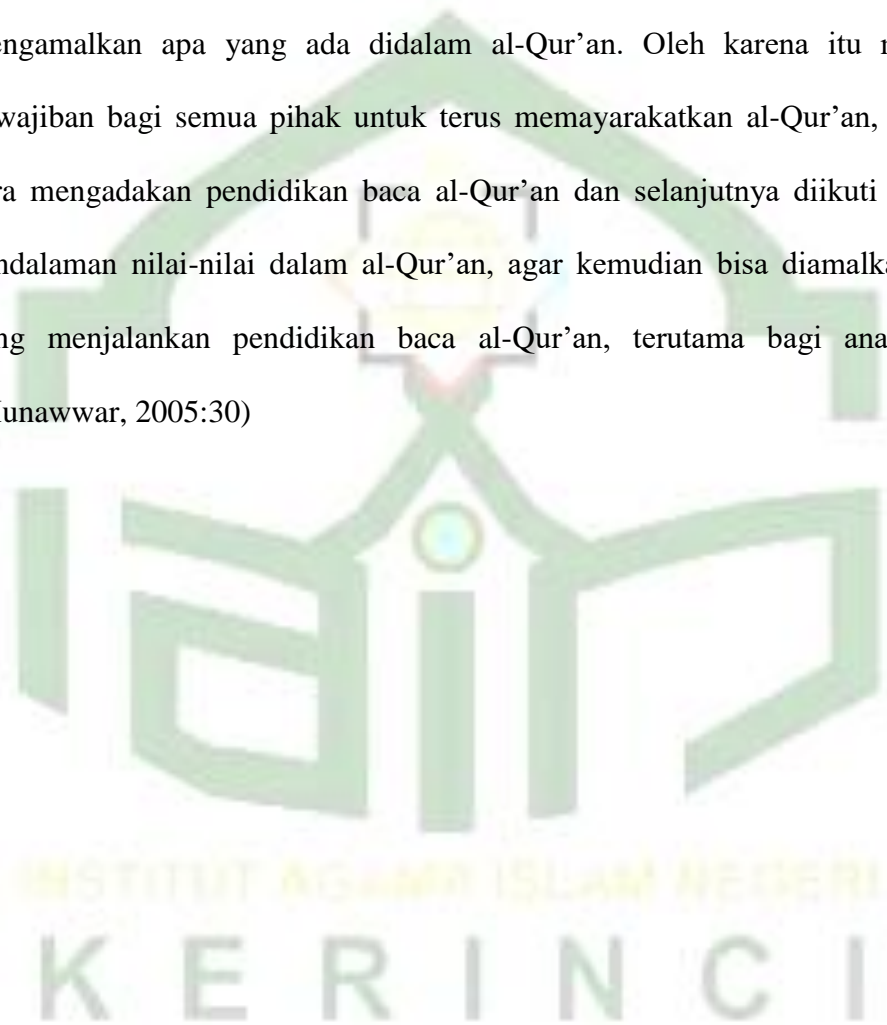 engamalkan apa yang ada didalam al-Qur'an. Oleh karena itu
wajiban bagi semua pihak untuk terus memayarakatkan al-Qur'an,
ra mengadakan pendidikan baca al-Qur'an dan selanjutnya diikuti
ndalaman nilai-nilai dalam al-Qur'an, agar kemudian bisa diamalka
ng menjalankan pendidikan baca al-Qur'an, terutama bagi ana
unawwar, 2005:30)
ain
INSTITUT AGAMA ISLAM NEGERI
KERINCI